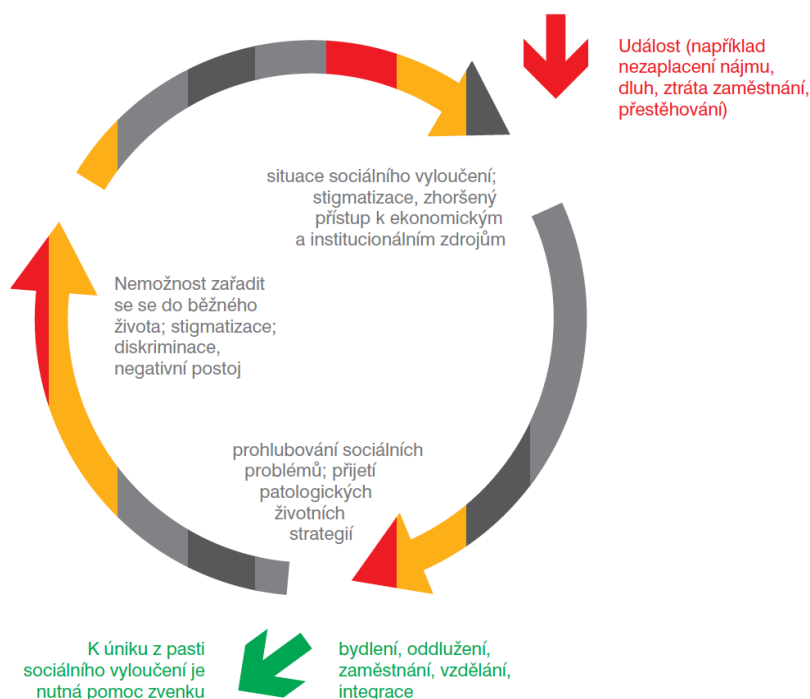 Událost (například
nezaplacení nájmu,
dluh, ztráta zaměstnání,
přestěhování)
situace sociálního vyloučení;
stigmatizace, zhoršený
přístup k ekonomickým
a institucionálním zdrojům
Nemožnost zařadit
se se do běžného
života; stigmatizace;
diskriminace,
negativní postoj
prohlubování sociálních
problémů; přijetí
patologických
životních
strategií
K úniku z pasti
sociálního vyloučení je
nutná pomoc zvenku
bydlení, oddlužení,
zaměstnání, vzdělání,
integrace